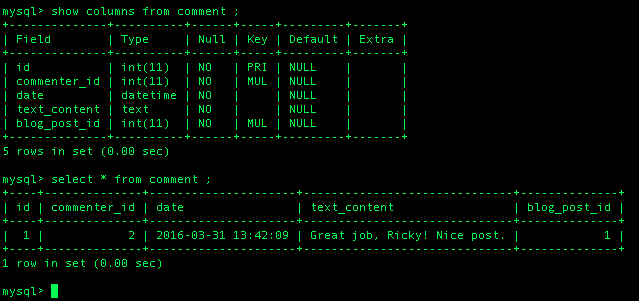 mysql> show columns from comment ;
+--------------+----------+------+-----+---------+-------+
| Field        | Type     | Null | Key | Default | Extra |
+--------------+----------+------+-----+---------+-------+
| id           | int(11)  | NO   | PRI | NULL    |       |
| commenter_id | int(11)  | NO   | MUL | NULL    |       |
| date         | datetime | NO   |     | NULL    |       |
| text_content | text     | NO   |     | NULL    |       |
| blog_post_id | int(11)  | NO   | MUL | NULL    |       |
+--------------+----------+------+-----+---------+-------+
5 rows in set (0.00 sec)
mysql> select * from comment ;
+----+--------------+---------------------+-----------------------------+--------------+
| id | commenter_id | date                | text_content                | blog_post_id |
+----+--------------+---------------------+-----------------------------+--------------+
|  1 |            2 | 2016-03-31 13:42:09 | Great job, Ricky! Nice post. |            1 |
+----+--------------+---------------------+-----------------------------+--------------+
1 row in set (0.00 sec)
mysql>